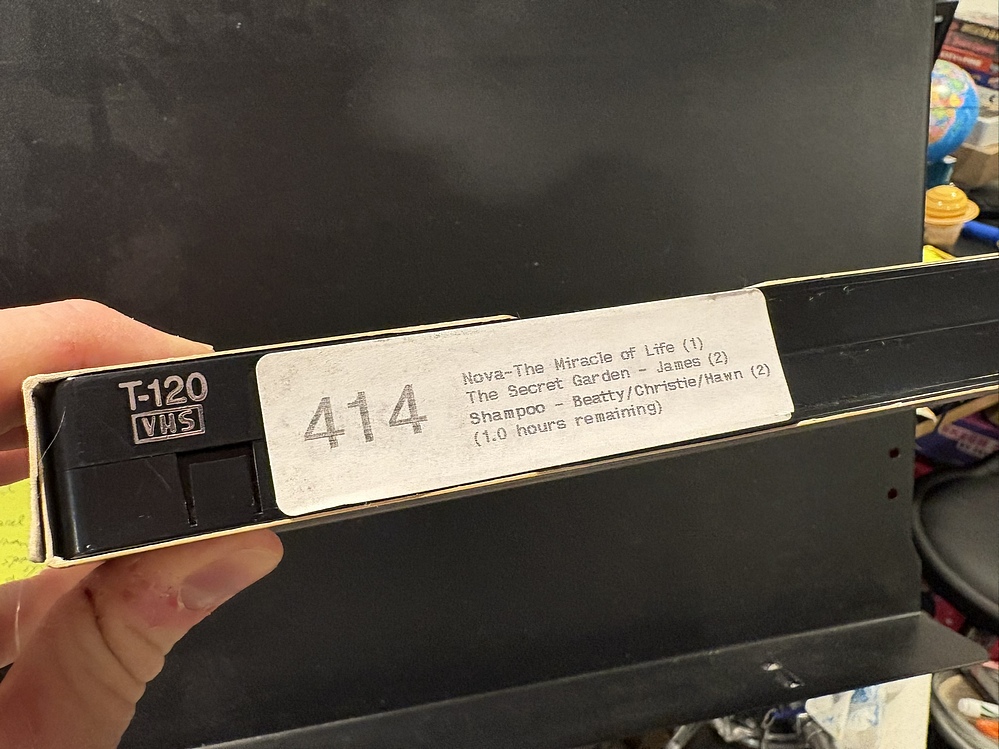 T-120
VHS
414
Nova-The Miracle of Life (1)
The Secret Garden - James (2)
Shampoo - Beatty/Christie/Hawn (2)
(1.0 hours remaining)